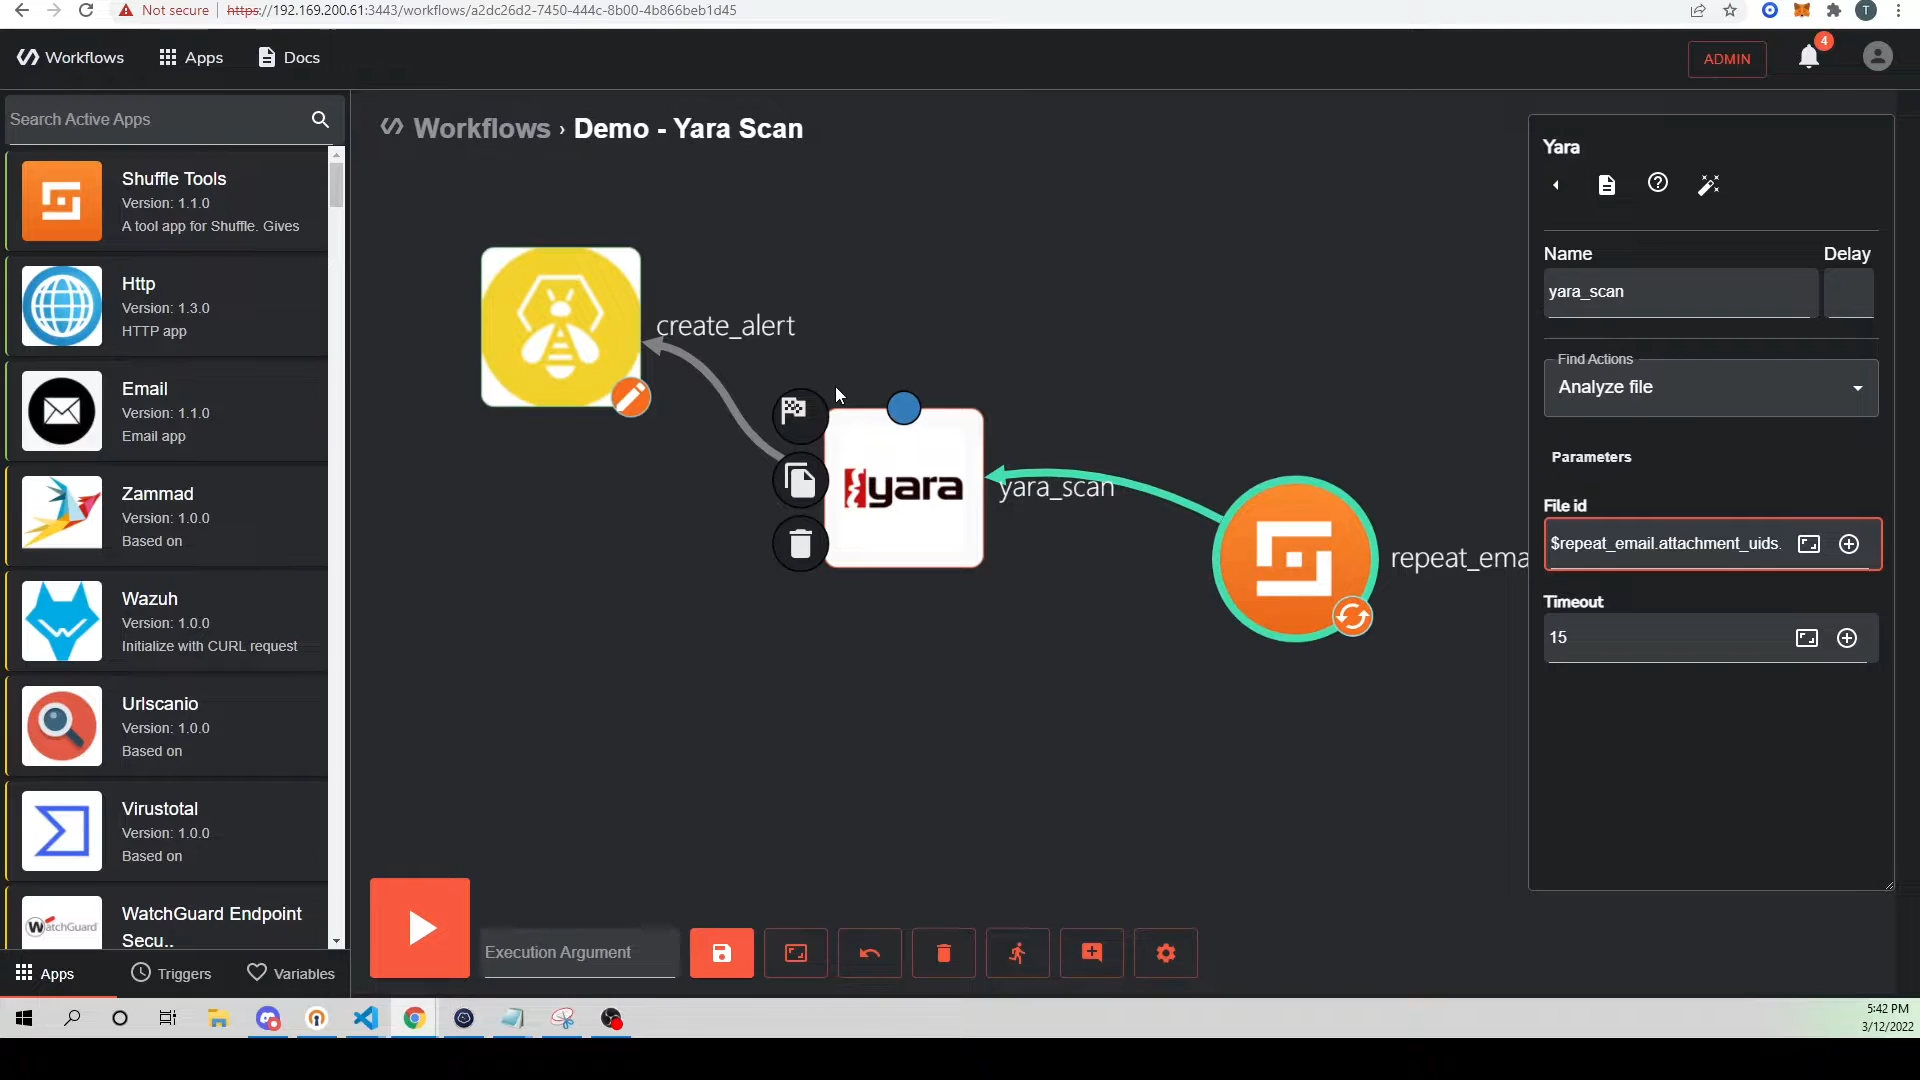 Not secure
https://192.169.200.61:3443/workflows/a2dc26d2-7450-444c-8b00-4b866beb1d45
T
Workflows
Apps
Docs
ADMIN
4
Search Active Apps
Workflows › Demo - Yara Scan
Shuffle Tools
Version: 1.1.0
A tool app for Shuffle. Gives
Http
Version: 1.3.0
HTTP app
Email
Version: 1.1.0
Email app
Zammad
Version: 1.0.0
Based on
Wazuh
Version: 1.0.0
Initialize with CURL request
Urlscanio
Version: 1.0.0
Based on
Virustotal
Version: 1.0.0
Based on
WatchGuard
WatchGuard Endpoint
Secu..
Apps
Triggers
Variables
create_alert
yara
yara_scan
repeat_ema
Execution Argument
Yara
Name
Delay
yara_scan
Find Actions
Analyze file
Parameters
File id
$repeat_email.attachment_uids.
Timeout
15
5:42 PM
3/12/2022